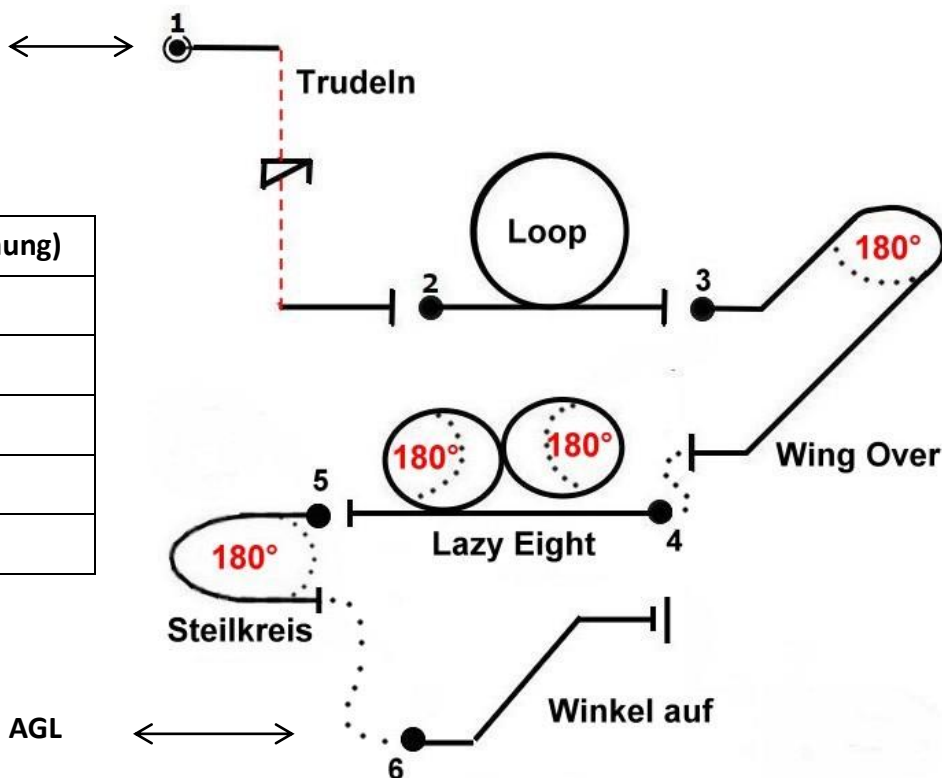 1
Trudeln
Loop
2
3
180°
Wing Over
180°
180°
4
Lazy Eight
5
180°
Steilkreis
Winkel auf
6
nung)
AGL